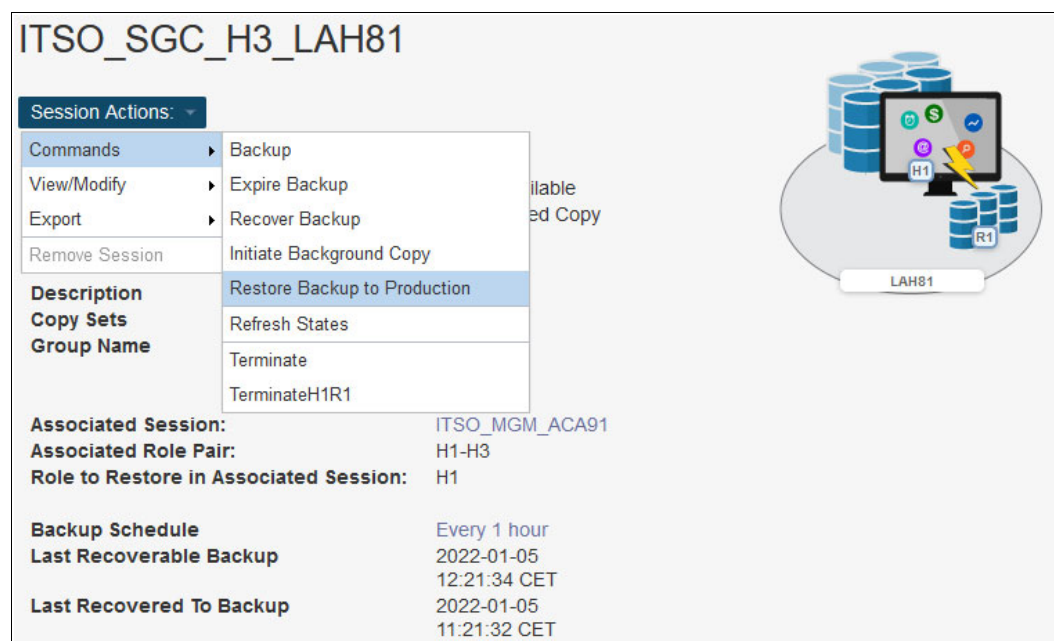 ITSO_SGC_H3_LAH81
Session Actions:
Commands
View/Modify
Export
Remove Session
Backup
Expire Backup
Recover Backup
Initiate Background Copy
Restore Backup to Production
Refresh States
Terminate
TerminateH1R1
ilable
ed Copy
Description
Copy Sets
Group Name
Associated Session: ITSO_MGM_ACA91
Associated Role Pair: H1-H3
Role to Restore in Associated Session: H1
Backup Schedule Every 1 hour
Last Recoverable Backup 2022-01-05
12:21:34 CET
Last Recovered To Backup 2022-01-05
11:21:32 CET
$
@
P
H1
R1
LAH81